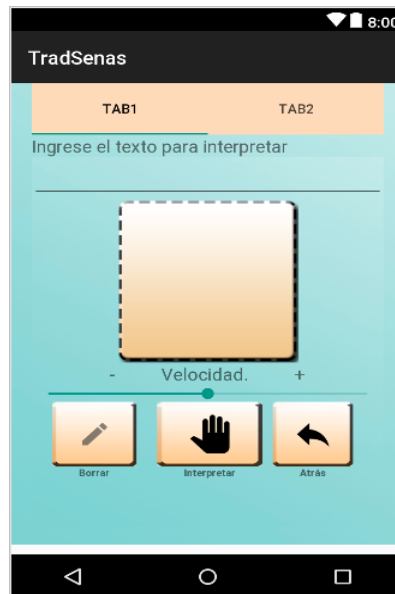 8:00
TradSenas
TAB1 TAB2
Ingrese el texto para interpretar
- Velocidad. +
Borrar Interpretar Atrás